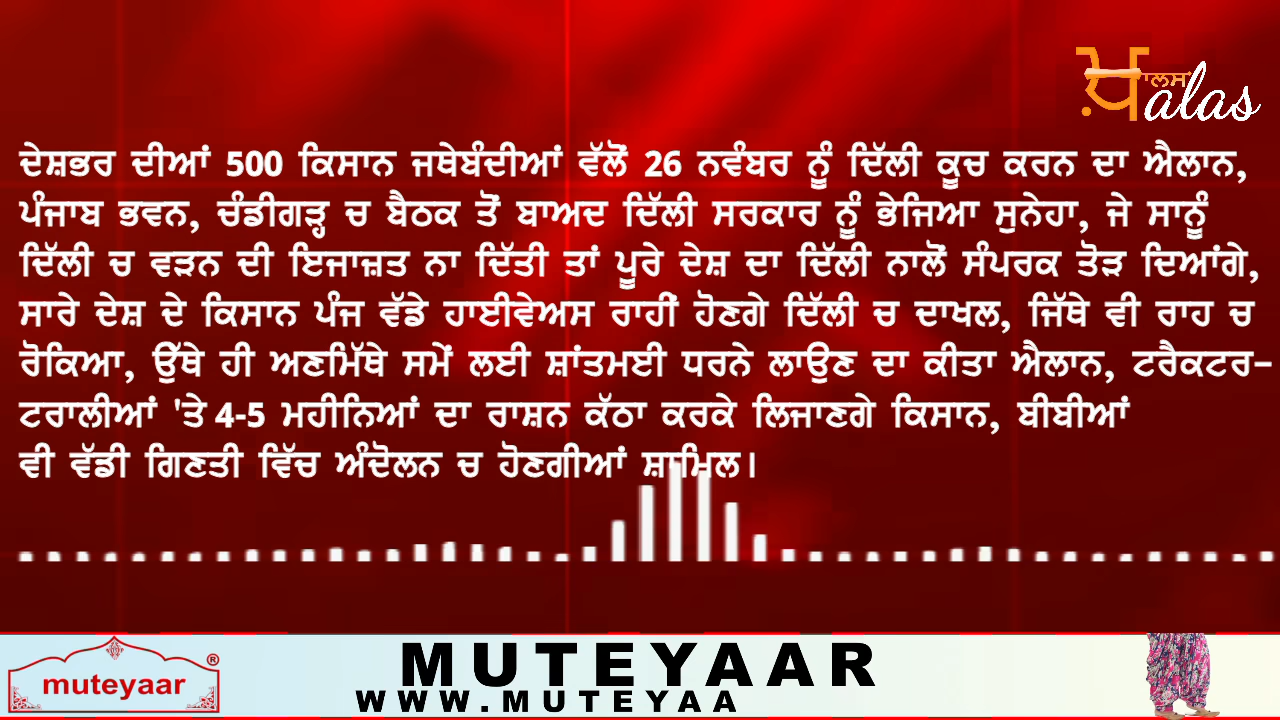 ਖ਼ਾਲਸ alas
ਦੇਸ਼ਭਰ ਦੀਆਂ 500 ਕਿਸਾਨ ਜਥੇਬੰਦੀਆਂ ਵੱਲੋਂ 26 ਨਵੰਬਰ ਨੂੰ ਦਿੱਲੀ ਕੂਚ ਕਰਨ ਦਾ ਐਲਾਨ,
ਪੰਜਾਬ ਭਵਨ, ਚੰਡੀਗੜ੍ਹ ਚ ਬੈਠਕ ਤੋਂ ਬਾਅਦ ਦਿੱਲੀ ਸਰਕਾਰ ਨੂੰ ਭੇਜਿਆ ਸੁਨੇਹਾ, ਜੇ ਸਾਨੂੰ
ਦਿੱਲੀ ਚ ਵੜਨ ਦੀ ਇਜਾਜ਼ਤ ਨਾ ਦਿੱਤੀ ਤਾਂ ਪੂਰੇ ਦੇਸ਼ ਦਾ ਦਿੱਲੀ ਨਾਲੋਂ ਸੰਪਰਕ ਤੋੜ ਦਿਆਂਗੇ,
ਸਾਰੇ ਦੇਸ਼ ਦੇ ਕਿਸਾਨ ਪੰਜ ਵੱਡੇ ਹਾਈਵੇਅਸ ਰਾਹੀਂ ਹੋਣਗੇ ਦਿੱਲੀ ਚ ਦਾਖਲ, ਜਿੱਥੇ ਵੀ ਰਾਹ ਚ
ਰੋਕਿਆ, ਉੱਥੇ ਹੀ ਅਣਮਿੱਥੇ ਸਮੇਂ ਲਈ ਸ਼ਾਂਤਮਈ ਧਰਨੇ ਲਾਉਣ ਦਾ ਕੀਤਾ ਐਲਾਨ, ਟਰੈਕਟਰ-
ਟਰਾਲੀਆਂ 'ਤੇ 4-5 ਮਹੀਨਿਆਂ ਦਾ ਰਾਸ਼ਨ ਕੱਠਾ ਕਰਕੇ ਲਿਜਾਣਗੇ ਕਿਸਾਨ, ਬੀਬੀਆਂ
ਵੀ ਵੱਡੀ ਗਿਣਤੀ ਵਿੱਚ ਅੰਦੋਲਨ ਚ ਹੋਣਗੀਆਂ ਸ਼ਾਮਿਲ।
muteyaar ®
MUTEYAAR
WWW.MUTEYAA